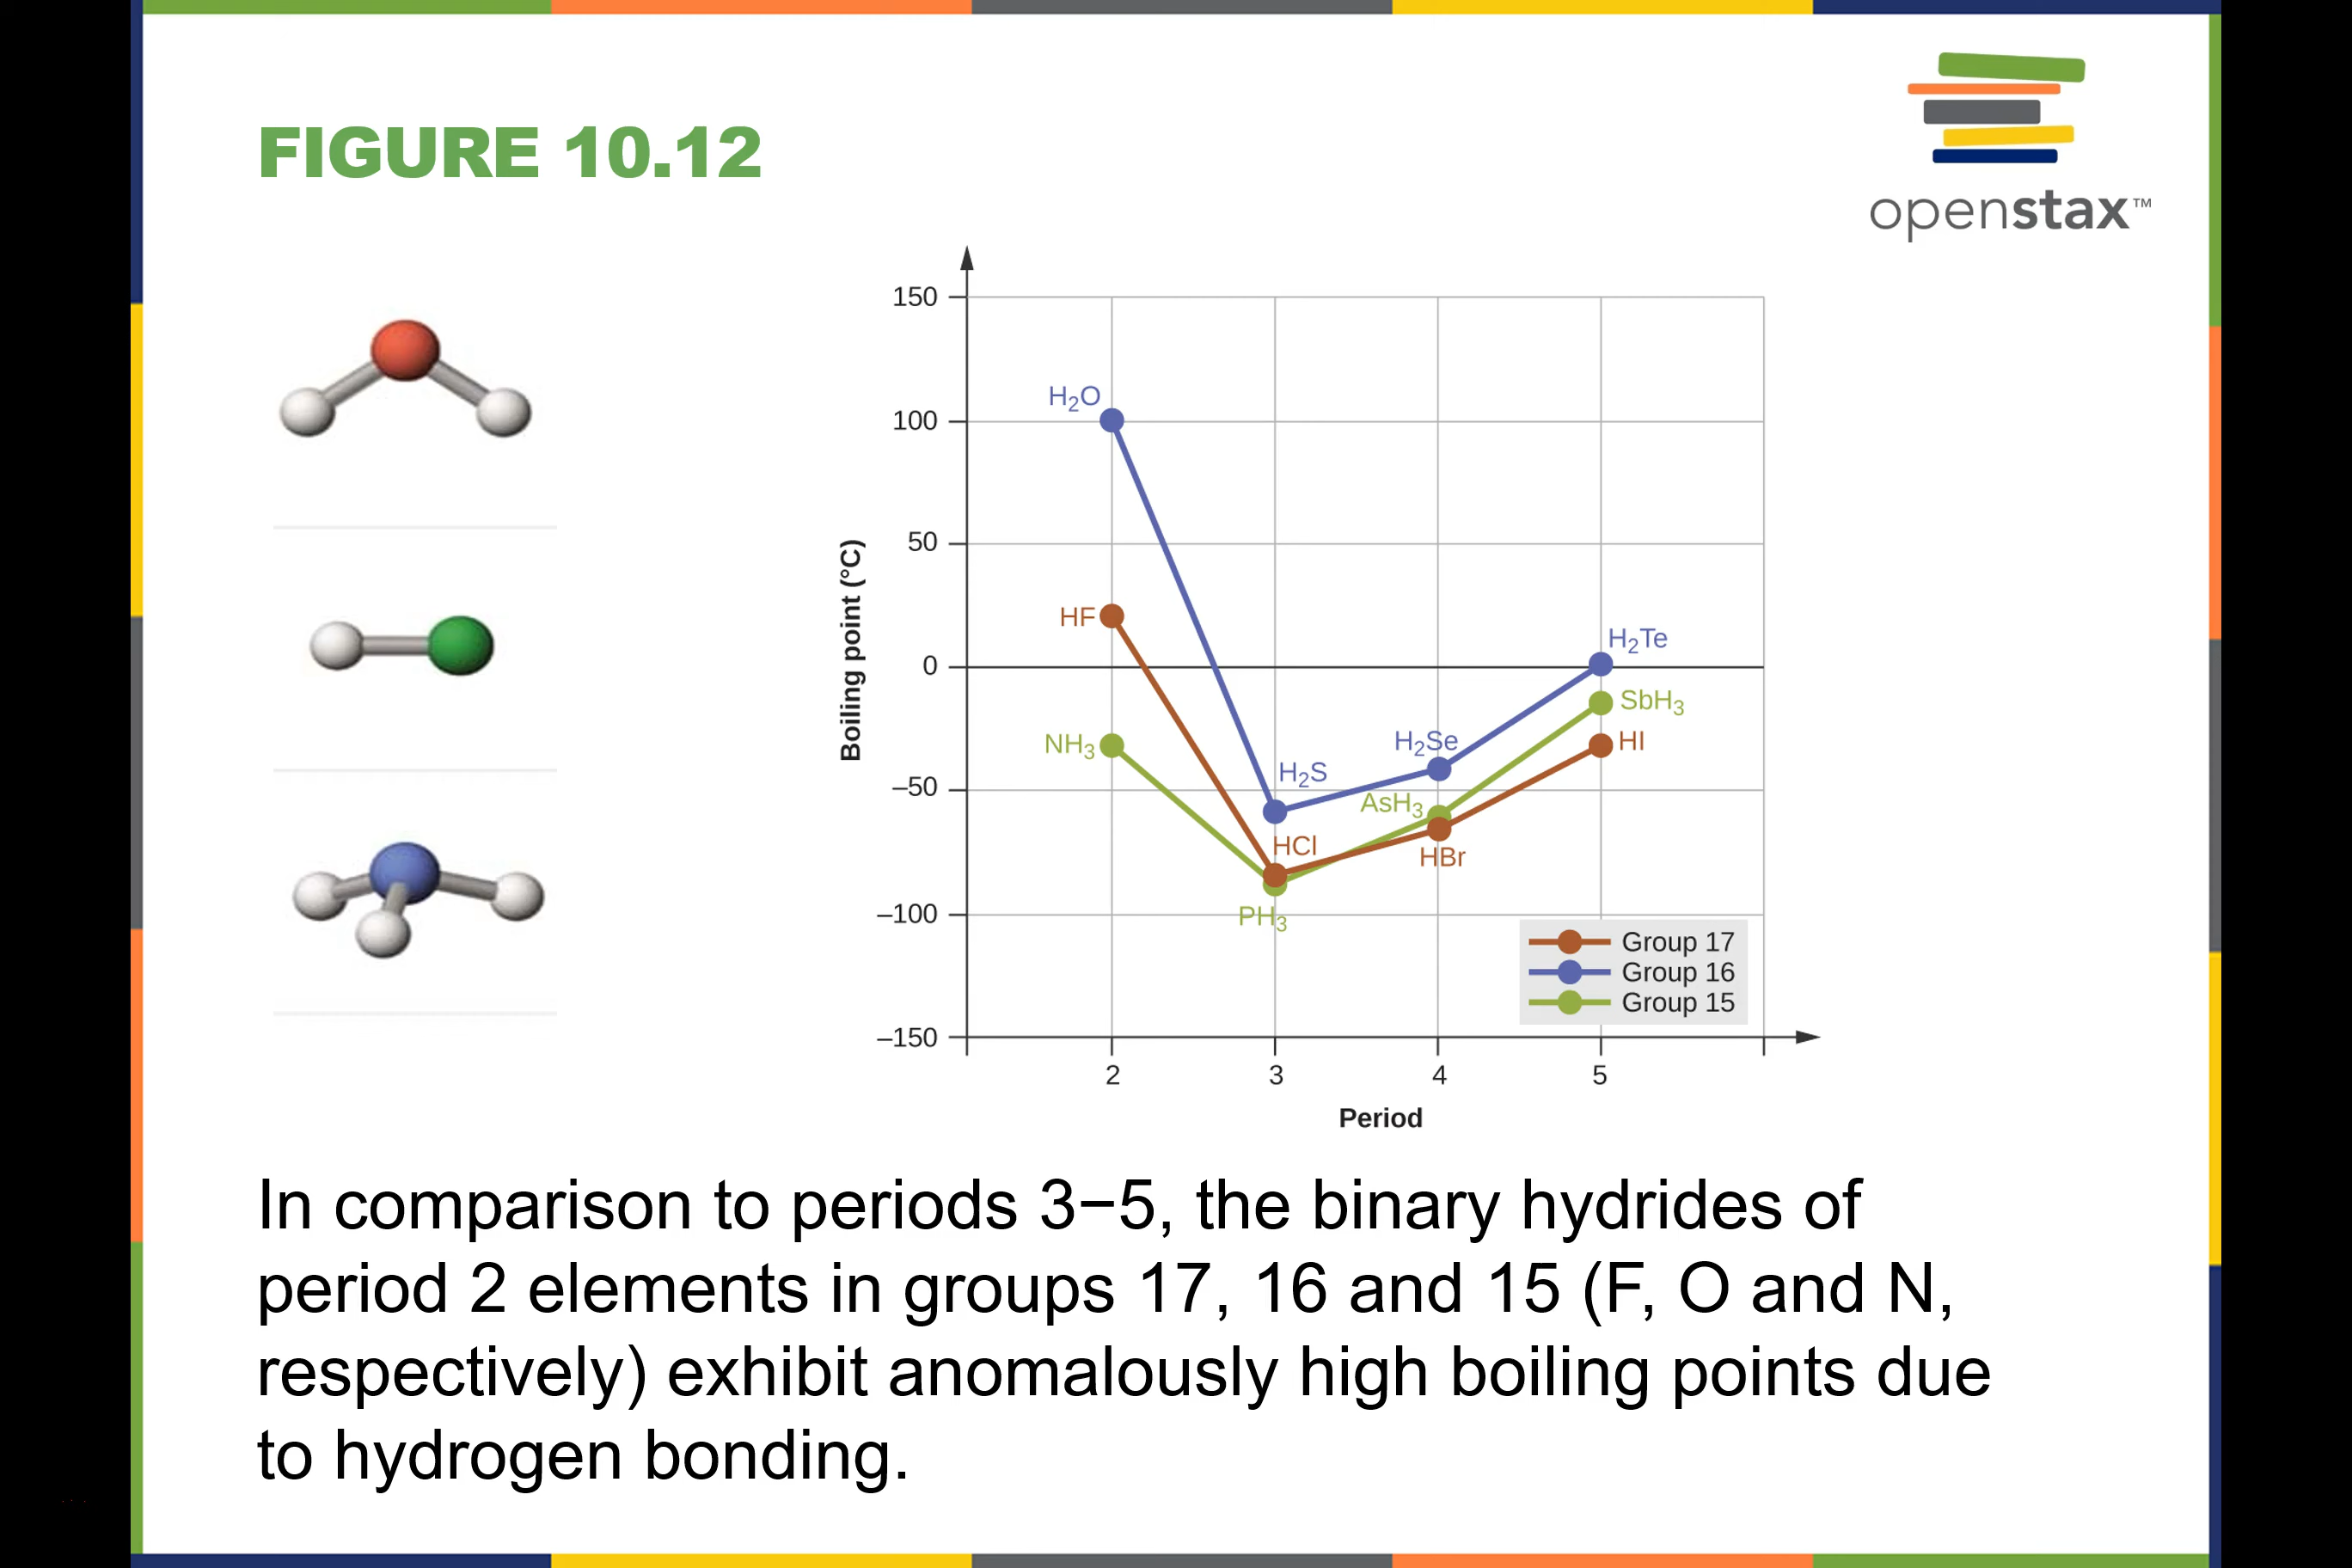 FIGURE 10.12
openstax™
150
100
50
0
–50
–100
–150
Boiling point (°C)
H₂O
HF
NH₃
H₂S
HCl
PH₃
H₂Se
AsH₃
HBr
H₂Te
SbH₃
HI
Group 17
Group 16
Group 15
2 3 4 5
Period
In comparison to periods 3−5, the binary hydrides of
period 2 elements in groups 17, 16 and 15 (F, O and N,
respectively) exhibit anomalously high boiling points due
to hydrogen bonding.